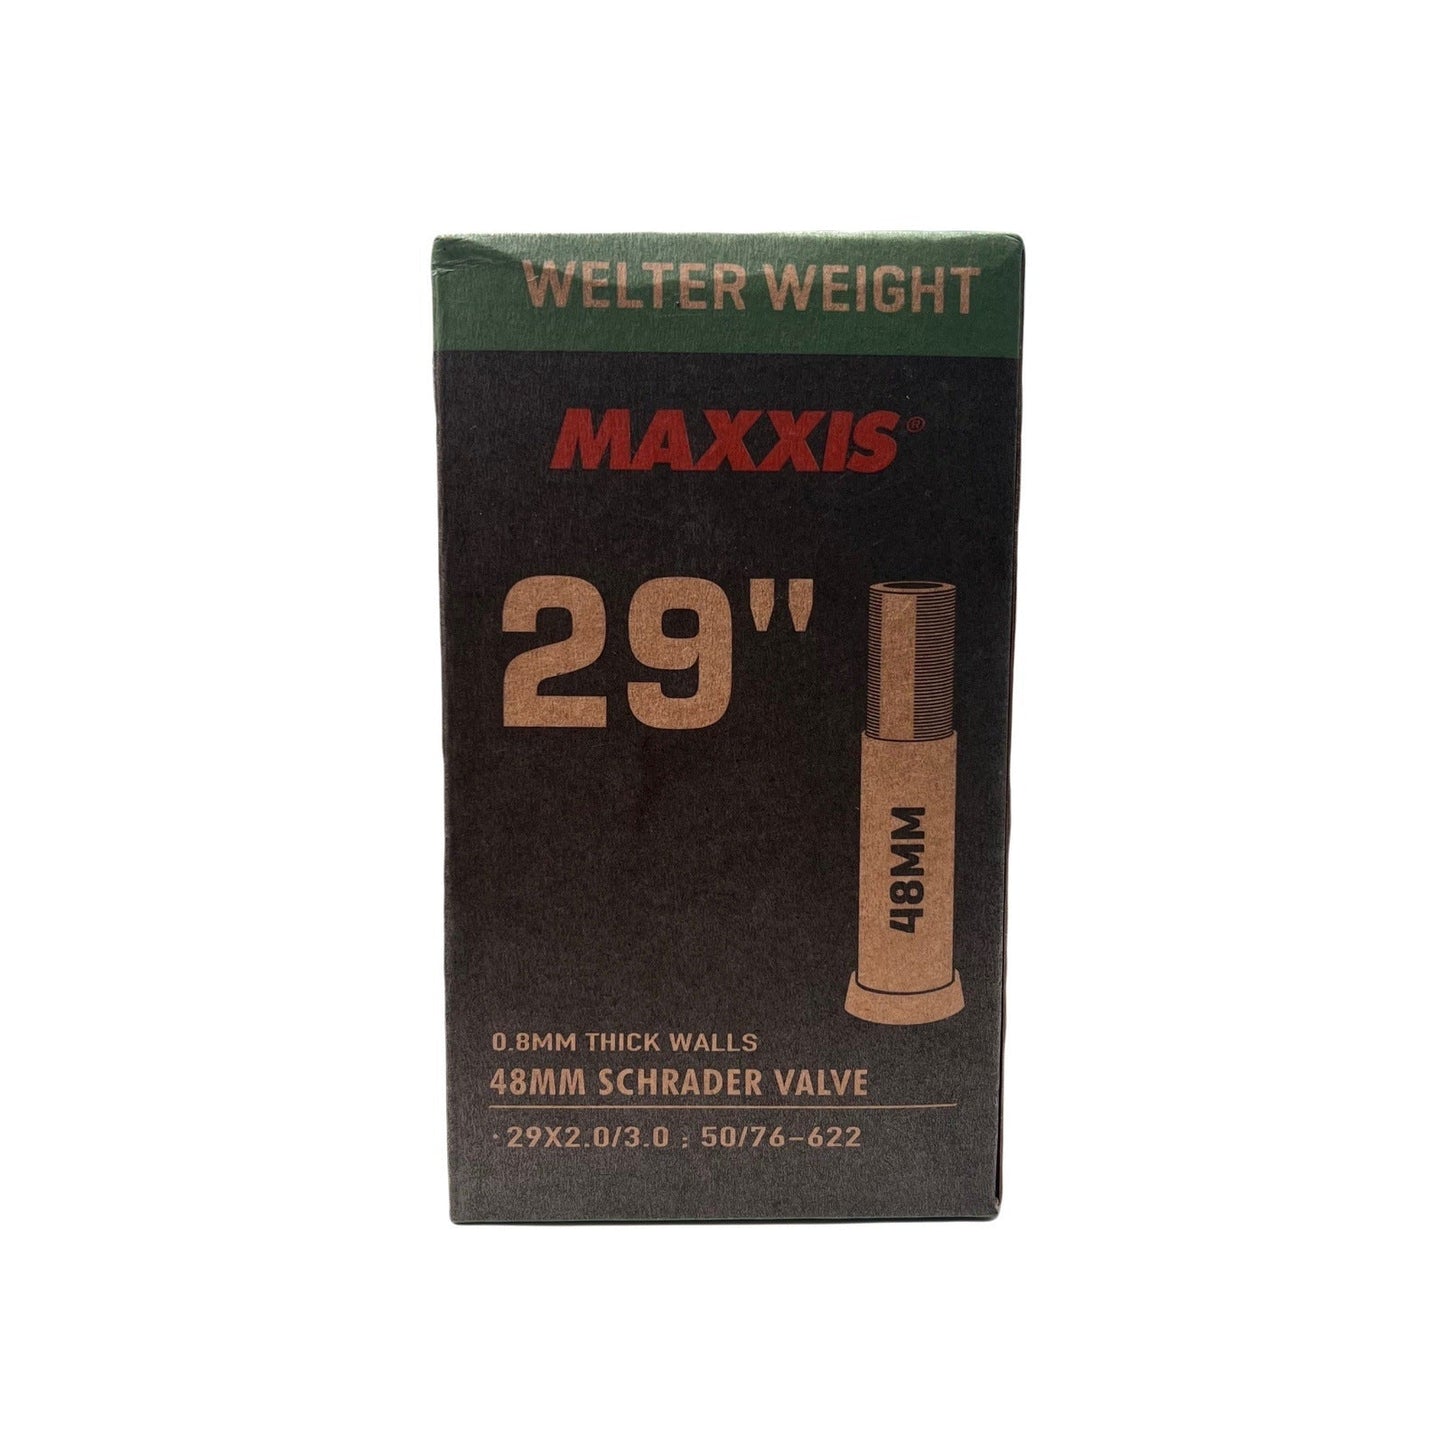 WELTER WEIGHT
MAXXIS®
29"
48MM
0.8MM THICK WALLS
48MM SCHRADER VALVE
·29X2.0/3.0 ; 50/76-622